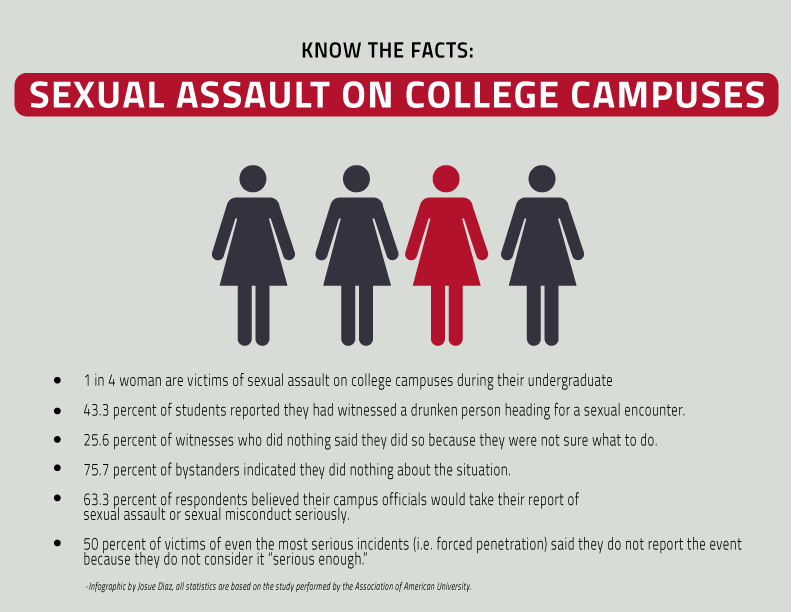 KNOW THE FACTS:
SEXUAL ASSAULT ON COLLEGE CAMPUSES
• 1 in 4 woman are victims of sexual assault on college campuses during their undergraduate
• 43.3 percent of students reported they had witnessed a drunken person heading for a sexual encounter.
• 25.6 percent of witnesses who did nothing said they did so because they were not sure what to do.
• 75.7 percent of bystanders indicated they did nothing about the situation.
• 63.3 percent of respondents believed their campus officials would take their report of
sexual assault or sexual misconduct seriously.
• 50 percent of victims of even the most serious incidents (i.e. forced penetration) said they do not report the event
because they do not consider it “serious enough.”
-Infographic by Josue Diaz, all statistics are based on the study performed by the Association of American University.